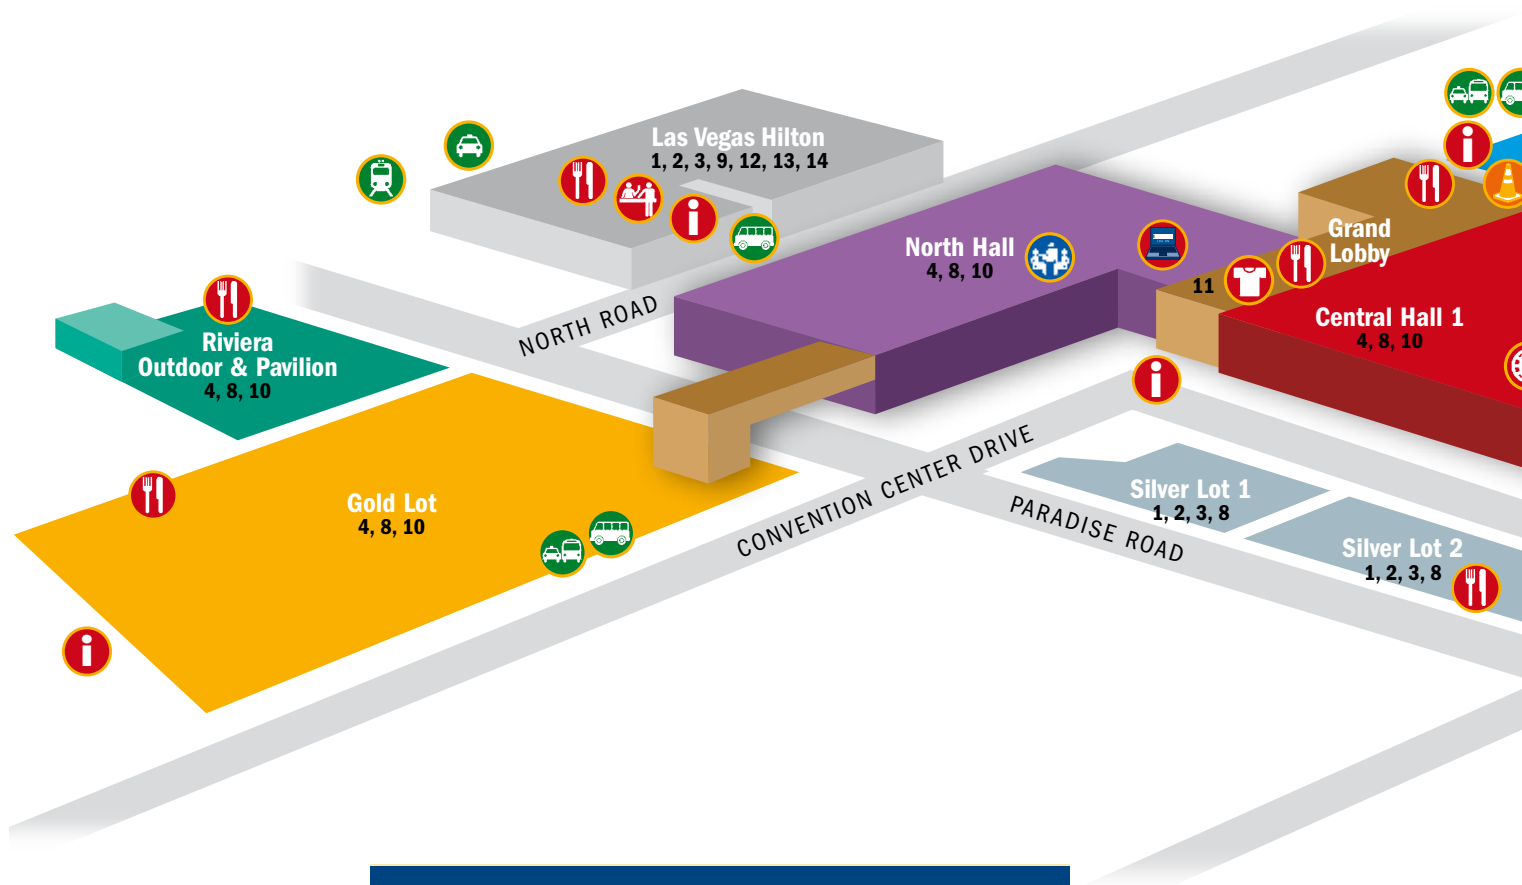 Las Vegas Hilton
1, 2, 3, 9, 12, 13, 14
North Hall
4, 8, 10
Grand
Lobby
11
Central Hall 1
4, 8, 10
NORTH ROAD
Riviera
Outdoor & Pavilion
4, 8, 10
Gold Lot
4, 8, 10
CONVENTION CENTER DRIVE
PARADISE ROAD
Silver Lot 1
1, 2, 3, 8
Silver Lot 2
1, 2, 3, 8